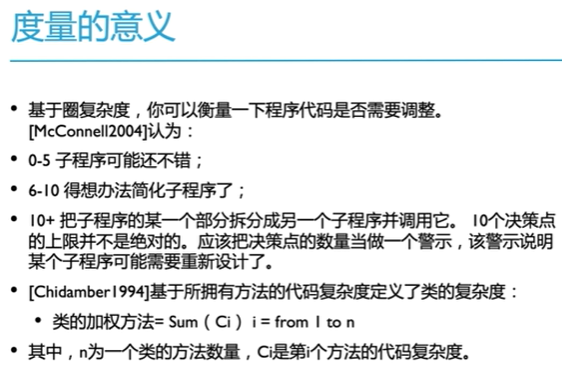 度量的意义
• 基于圈复杂度，你可以衡量一下程序代码是否需要调整。
[McConnell2004]认为：
• 0-5 子程序可能还不错；
• 6-10 得想办法简化子程序了；
• 10+ 把子程序的某一个部分拆分成另一个子程序并调用它。 10个决策点
的上限并不是绝对的。应该把决策点的数量当做一个警示，该警示说明
某个子程序可能需要重新设计了。
• [Chidamber1994]基于所拥有方法的代码复杂度定义了类的复杂度：
• 类的加权方法= Sum（Ci） i = from 1 to n
• 其中，n为一个类的方法数量，Ci是第i个方法的代码复杂度。